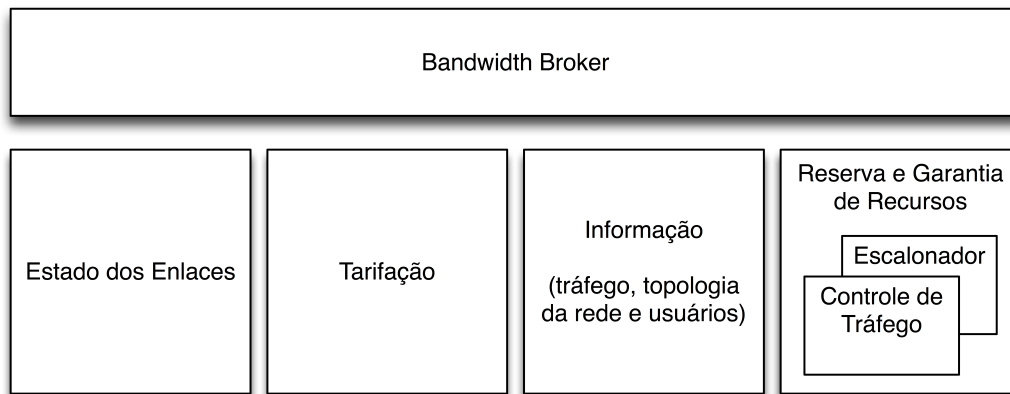 Bandwidth Broker
Estado dos Enlaces
Tarifação
Informação
(tráfego, topologia
da rede e usuários)
Reserva e Garantia
de Recursos
Escalonador
Controle de
Tráfego